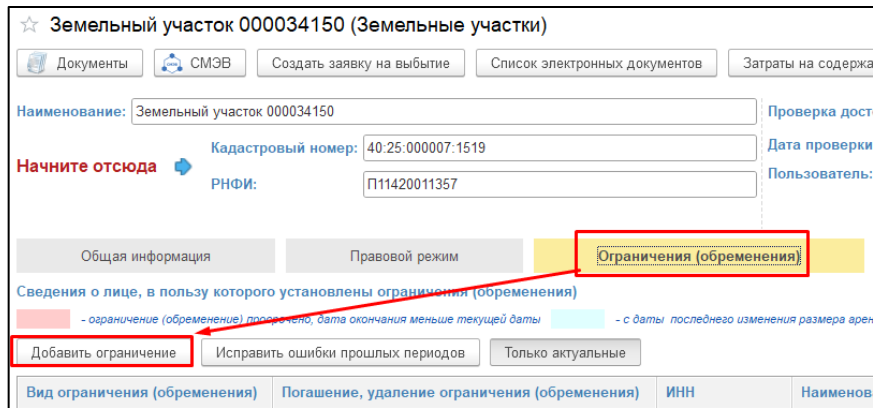 Земельный участок 000034150 (Земельные участки)
Документы СМЭВ Создать заявку на выбытие Список электронных документов Затраты на содержа
Наименование: Земельный участок 000034150 Проверка дост
Кадастровый номер: 40:25:000007:1519 Дата проверки
Начните отсюда
РНФИ: П11420011357 Пользователь:
Общая информация Правовой режим Ограничения (обременения)
Сведения о лице, в пользу которого установлены ограничения (обременения)
- ограничение (обременение) просрочено, дата окончания меньше текущей даты - с даты последнего изменения размера арен
Добавить ограничение Исправить ошибки прошлых периодов Только актуальные
Вид ограничения (обременения) Погашение, удаление ограничения (обременения) ИНН Наименов